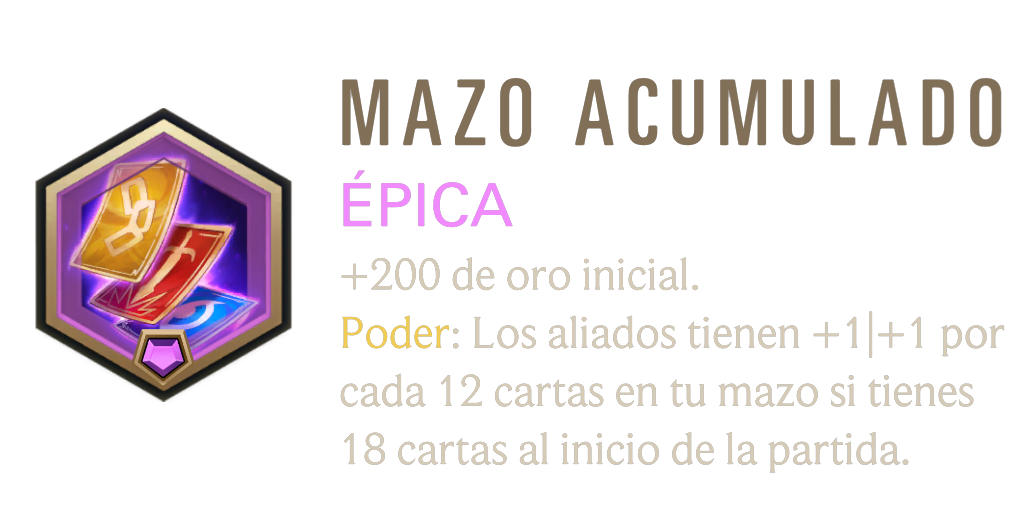 MAZO ACUMULADO
ÉPICA
+200 de oro inicial.
Poder: Los aliados tienen +1|+1 por
cada 12 cartas en tu mazo si tienes
18 cartas al inicio de la partida.